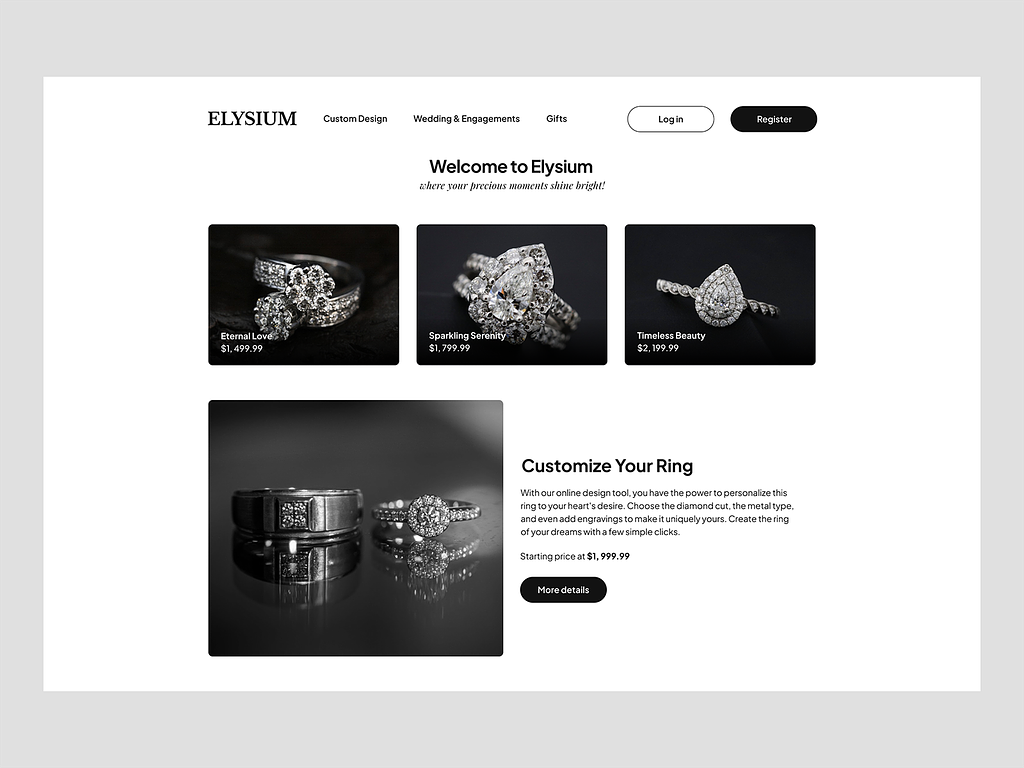 ELYSIUM
Custom Design
Wedding & Engagements
Gifts
Log in
Register
Welcome to Elysium
where your precious moments shine bright!
Eternal Love
$1, 499.99
Sparkling Serenity
$1, 799.99
Timeless Beauty
$2, 199.99
Customize Your Ring
With our online design tool, you have the power to personalize this
ring to your heart's desire. Choose the diamond cut, the metal type,
and even add engravings to make it uniquely yours. Create the ring
of your dreams with a few simple clicks.
Starting price at $1, 999.99
More details